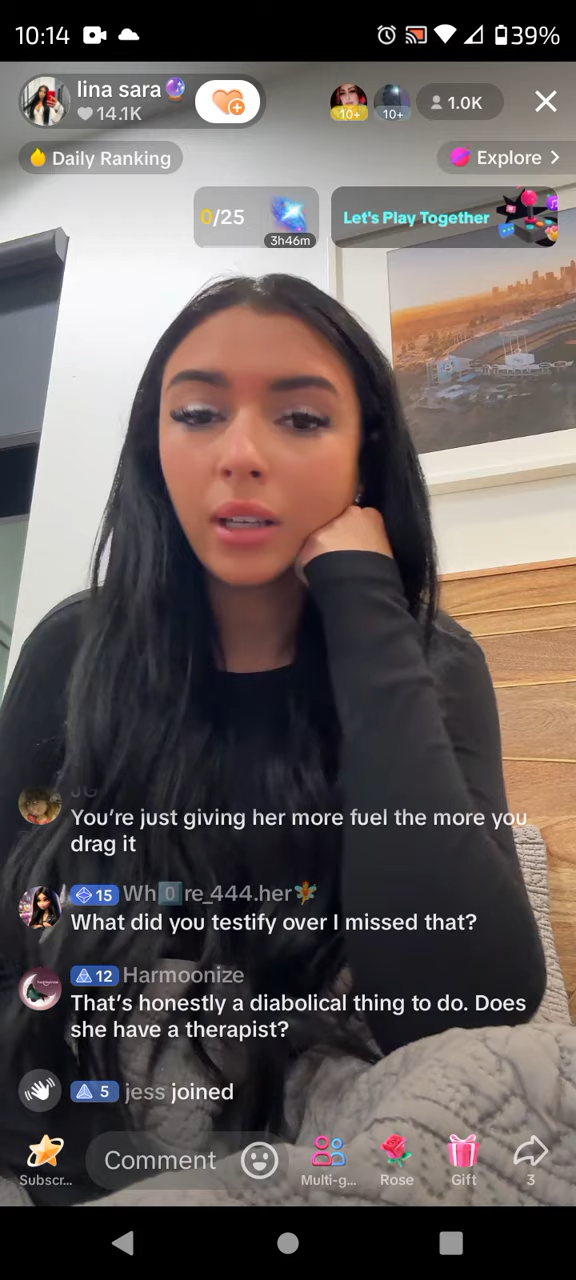 10:14
39%
lina sara🔮
14.1K
10+
10+
1.0K
Daily Ranking
Explore >
0/25
3h46m
Let's Play Together
JG
You're just giving her more fuel the more you
drag it
15 Wh0re_444.her🧚
What did you testify over I missed that?
12 Harmoonize
That's honestly a diabolical thing to do. Does
she have a therapist?
5 jess joined
Comment
Subscr...
Multi-g...
Rose
Gift
3